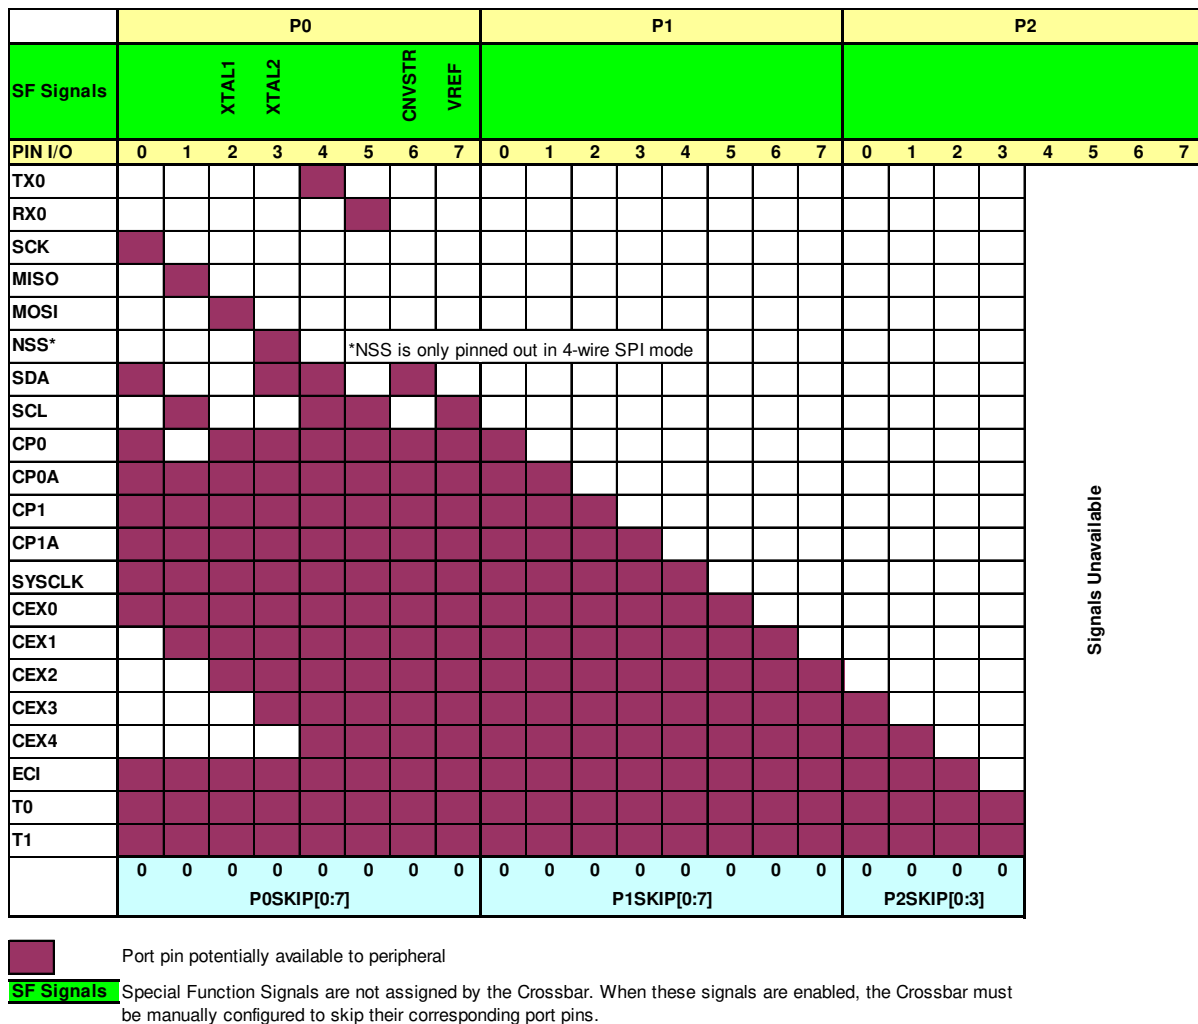 P0 P1 P2
SF Signals XTAL1 XTAL2 CNVSTR VREF
PIN I/O 0 1 2 3 4 5 6 7 0 1 2 3 4 5 6 7 0 1 2 3 4 5 6 7
TX0
RX0
SCK
MISO
MOSI
NSS* *NSS is only pinned out in 4-wire SPI mode
SDA
SCL
CP0
CP0A
CP1
CP1A
SYSCLK
CEX0
CEX1
CEX2
CEX3
CEX4
ECI
T0
T1
Signals Unavailable
0 0 0 0 0 0 0 0 0 0 0 0 0 0 0 0 0 0 0 0
P0SKIP[0:7] P1SKIP[0:7] P2SKIP[0:3]
Port pin potentially available to peripheral
SF Signals Special Function Signals are not assigned by the Crossbar. When these signals are enabled, the Crossbar must
be manually configured to skip their corresponding port pins.